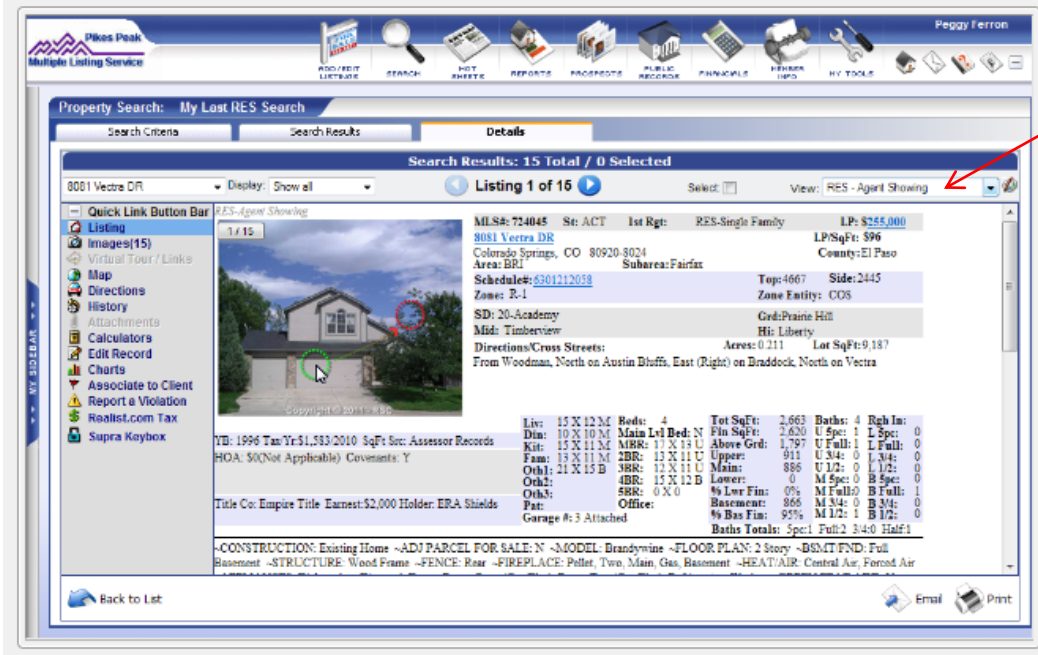 Pikes Peak
Multiple Listing Service
Peggy Ferron
ADD/EDIT LISTINGS SEARCH HOT SHEETS REPORTS PROSPECTS PUBLIC RECORDS FINANCIALS MEMBER INFO MY TOOLS
Property Search: My Last RES Search
Search Criteria Search Results Details
Search Results: 15 Total / 0 Selected
8081 Vectra DR Display: Show all Listing 1 of 15 Select: View: RES - Agent Showing
Quick Link Button Bar
Listing
Images(15)
Virtual Tour / Links
Map
Directions
History
Attachments
Calculators
Edit Record
Charts
Associate to Client
Report a Violation
Realist.com Tax
Supra Keybox
MY SIDEBAR
RES-Agent Showing
1 / 15
MLS#: 724045 St: ACT 1st Rgt: RES-Single Family LP: $255,000
8081 Vectra DR LP/SqFt: $96
Colorado Springs, CO 80920-8024 County: El Paso
Area: BRI Subarea: Fairfax
Schedule#: 6301212058 Top: 4667 Side: 2445
Zone: R-1 Zone Entity: COS
SD: 20-Academy Grd: Prairie Hill
Mid: Timberview Hi: Liberty
Directions/Cross Streets: Acres: 0.211 Lot SqFt: 9,187
From Woodman, North on Austin Bluffs, East (Right) on Braddock, North on Vectra
YB: 1996 Tax/Yr:$1,583/2010 SqFt Src: Assessor Records
HOA: $0(Not Applicable) Covenants: Y
Title Co: Empire Title Earnest:$2,000 Holder: ERA Shields
Liv: 15 X 12 M Beds: 4 Tot SqFt: 2,663 Baths: 4 Rgh In:
Din: 10 X 10 M Main Lvl Bed: N Fin SqFt: 2,620 U 5pc: 1 L 5pc: 0
Kit: 15 X 11 M MBR: 17 X 13 U Above Grd: 1,797 U Full: 1 L Full: 0
Fam: 13 X 11 M 2BR: 13 X 11 U Upper: 911 U 3/4: 0 L 3/4: 0
Oth1: 21 X 15 B 3BR: 12 X 11 U Main: 886 U 1/2: 0 L 1/2: 0
Oth2: 4BR: 15 X 12 B Lower: 0 M 5pc: 0 B 5pc: 0
Oth3: 5BR: 0 X 0 % Lwr Fin: 0% M Full: 0 B Full: 1
Pat: Office: Basement: 866 M 3/4: 0 B 3/4: 0
Garage #: 3 Attached % Bas Fin: 95% M 1/2: 1 B 1/2: 0
Baths Totals: 5pc:1 Full:2 3/4:0 Half:1
~CONSTRUCTION: Existing Home ~ADJ PARCEL FOR SALE: N ~MODEL: Brandywine ~FLOOR PLAN: 2 Story ~BSMT/FND: Full
Basement ~STRUCTURE: Wood Frame ~FENCE: Rear ~FIREPLACE: Pellet, Two, Main, Gas, Basement ~HEAT/AIR: Central Air, Forced Air
Back to List Email Print